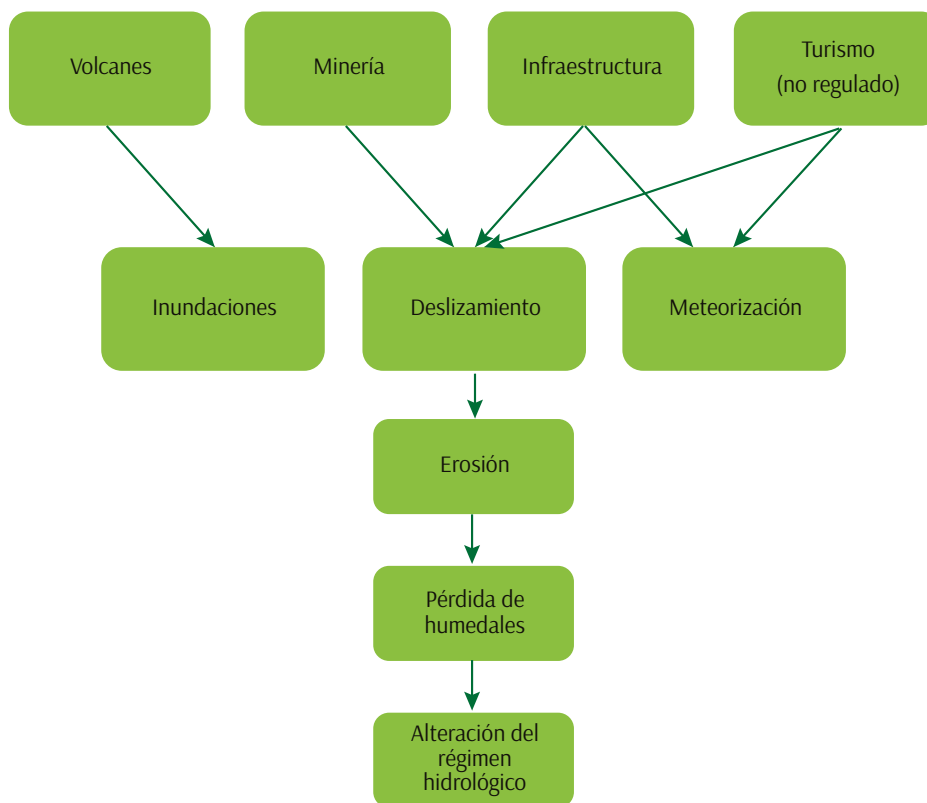 Volcanes
Minería
Infraestructura
Turismo
(no regulado)
Inundaciones
Deslizamiento
Meteorización
Erosión
Pérdida de
humedales
Alteración del
régimen
hidrológico